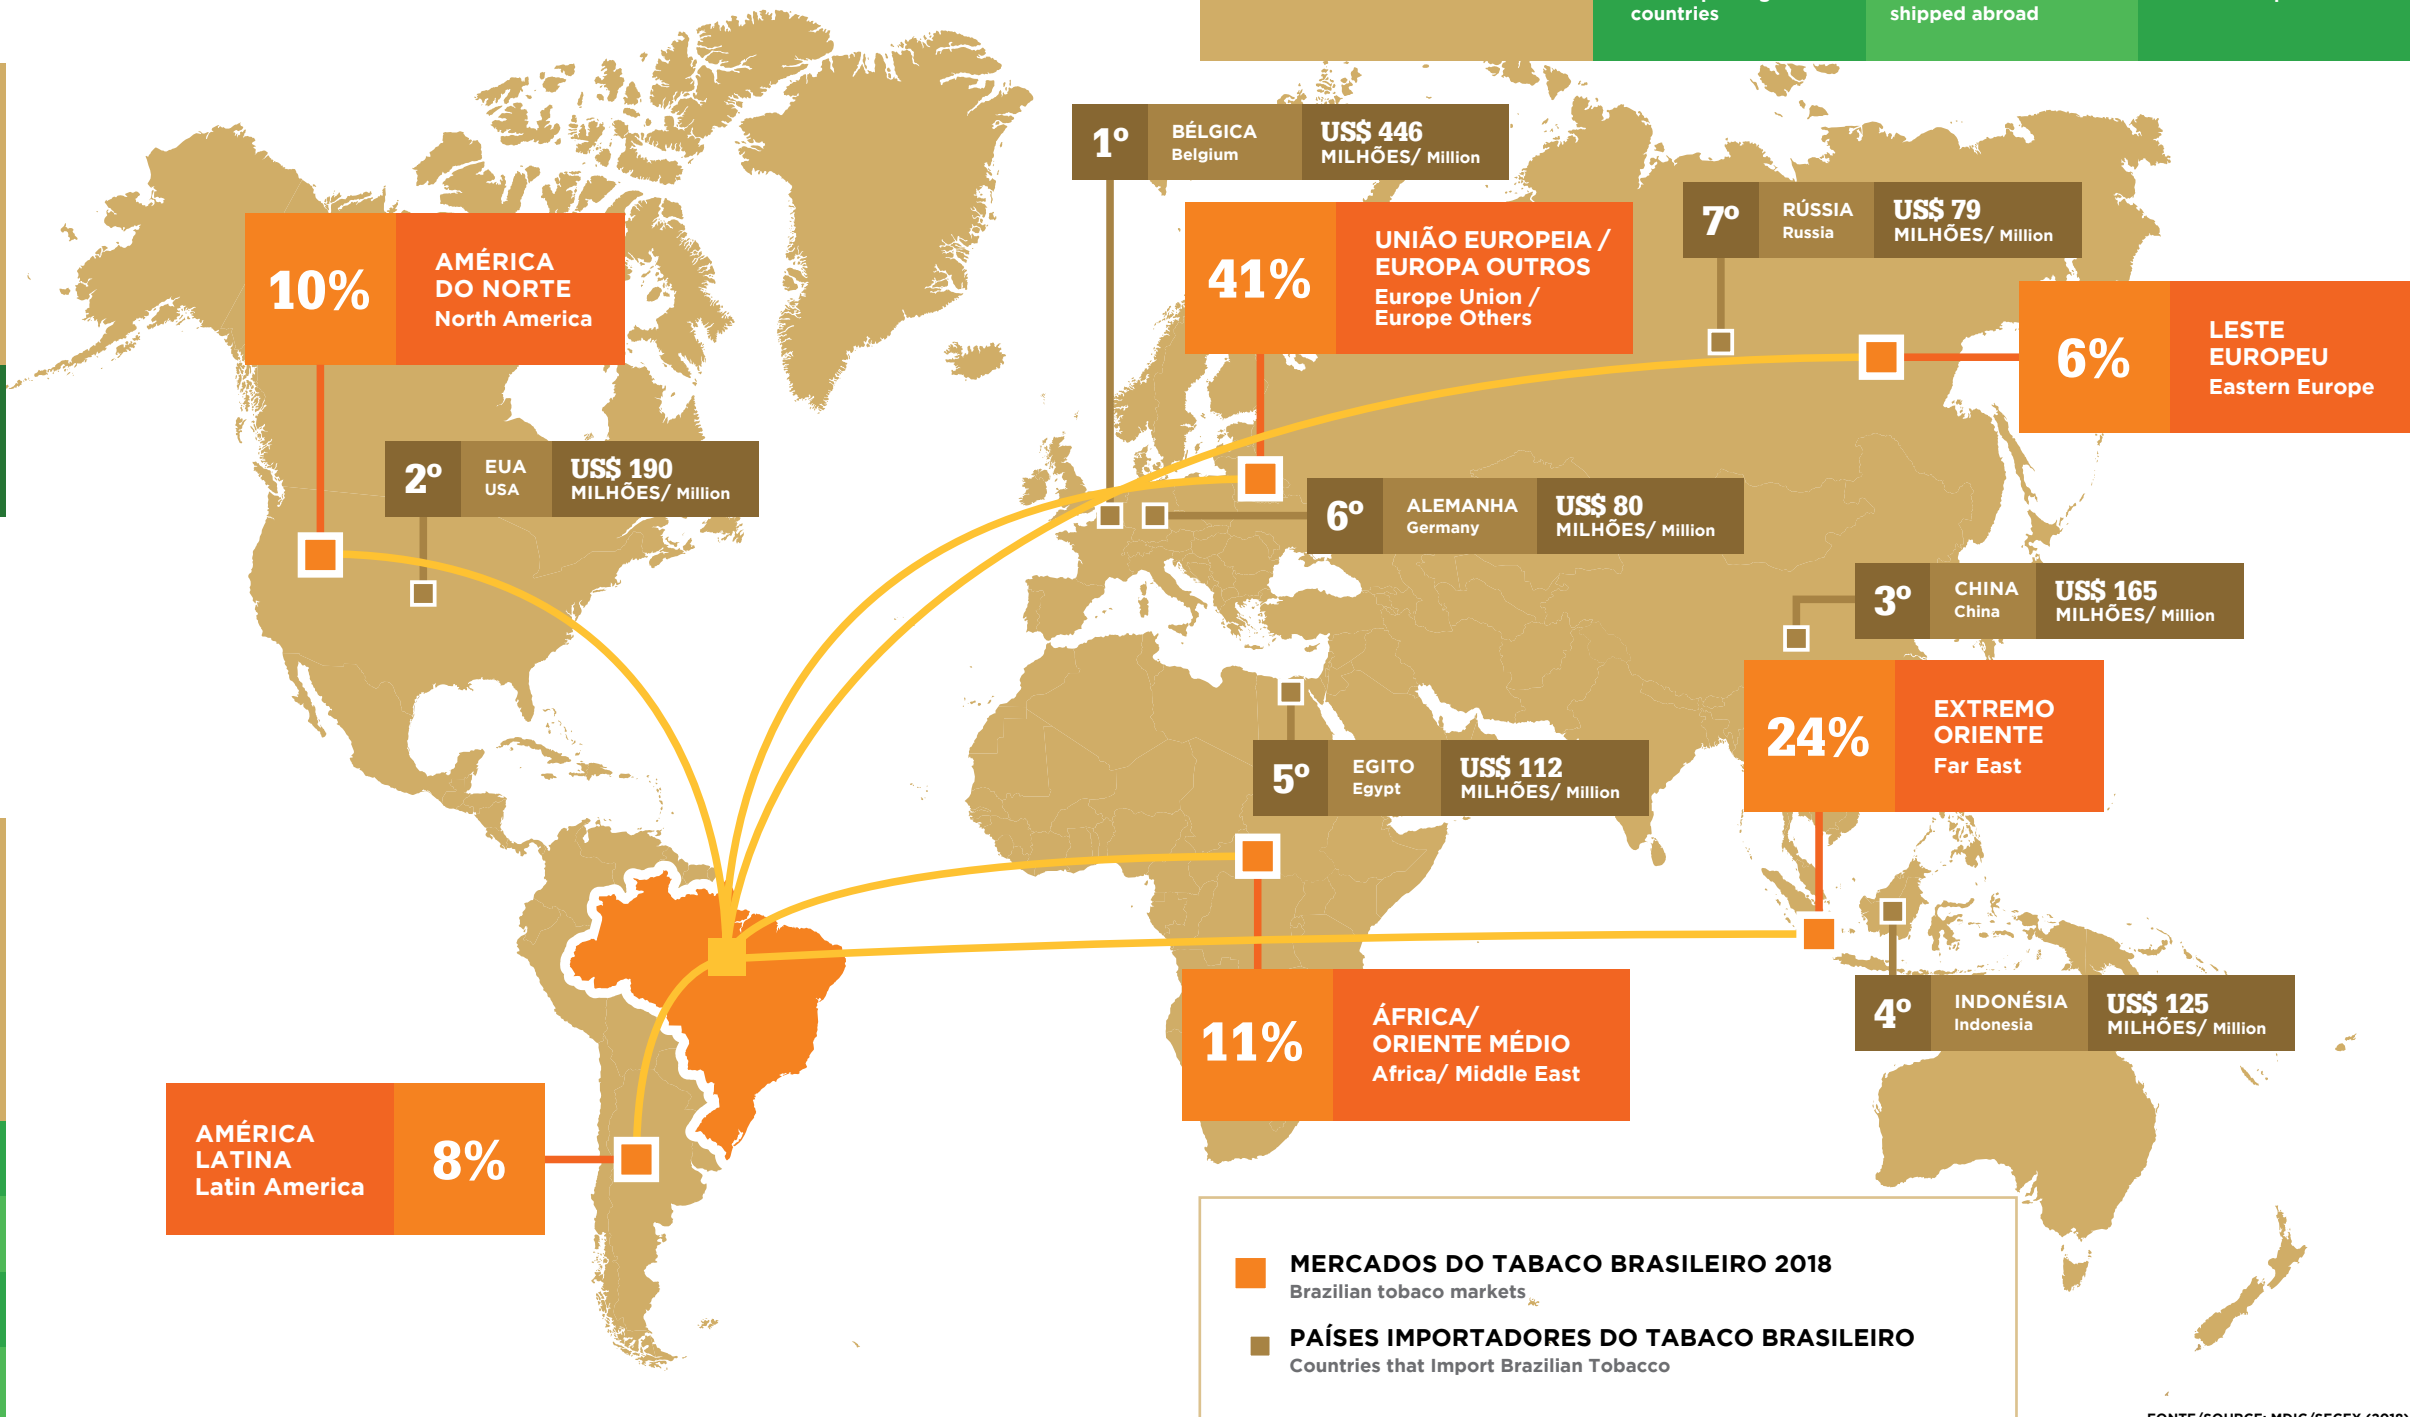 countries
shipped abroad
1º
BÉLGICA
Belgium
US$ 446
MILHÕES/ Million
7º
RÚSSIA
Russia
US$ 79
MILHÕES/ Million
10%
AMÉRICA
DO NORTE
North America
41%
UNIÃO EUROPEIA /
EUROPA OUTROS
Europe Union /
Europe Others
6%
LESTE
EUROPEU
Eastern Europe
2º
EUA
USA
US$ 190
MILHÕES/ Million
6º
ALEMANHA
Germany
US$ 80
MILHÕES/ Million
3º
CHINA
China
US$ 165
MILHÕES/ Million
24%
EXTREMO
ORIENTE
Far East
5º
EGITO
Egypt
US$ 112
MILHÕES/ Million
4º
INDONÉSIA
Indonesia
US$ 125
MILHÕES/ Million
11%
ÁFRICA/
ORIENTE MÉDIO
Africa/ Middle East
AMÉRICA
LATINA
Latin America
8%
MERCADOS DO TABACO BRASILEIRO 2018
Brazilian tobaco markets
PAÍSES IMPORTADORES DO TABACO BRASILEIRO
Countries that Import Brazilian Tobacco
FONTE/SOURCE: MDIC/SECEX (2018)